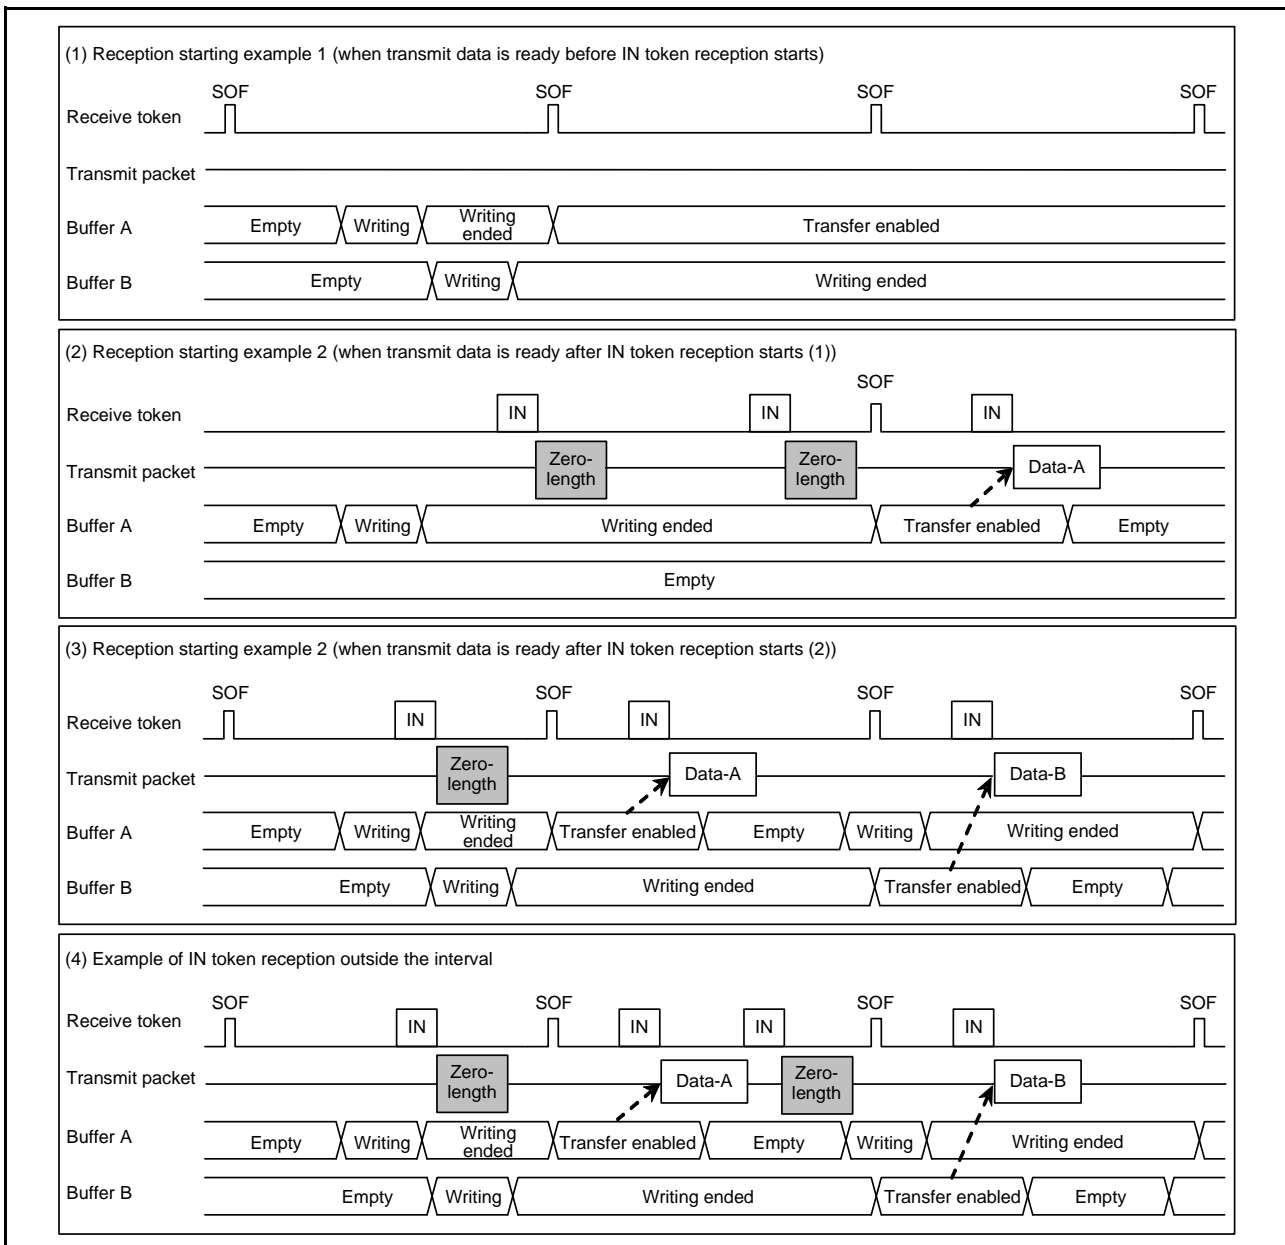 (1) Reception starting example 1 (when transmit data is ready before IN token reception starts)
SOF SOF SOF SOF
Receive token
Transmit packet
Buffer A Empty Writing Writing ended Transfer enabled
Buffer B Empty Writing Writing ended
(2) Reception starting example 2 (when transmit data is ready after IN token reception starts (1))
SOF
Receive token IN IN IN
Transmit packet Zero-length Zero-length Data-A
Buffer A Empty Writing Writing ended Transfer enabled Empty
Buffer B Empty
(3) Reception starting example 2 (when transmit data is ready after IN token reception starts (2))
SOF SOF SOF SOF
Receive token IN IN IN
Transmit packet Zero-length Data-A Data-B
Buffer A Empty Writing Writing ended Transfer enabled Empty Writing Writing ended
Buffer B Empty Writing Writing ended Transfer enabled Empty
(4) Example of IN token reception outside the interval
SOF SOF SOF SOF
Receive token IN IN IN IN
Transmit packet Zero-length Data-A Zero-length Data-B
Buffer A Empty Writing Writing ended Transfer enabled Empty Writing Writing ended
Buffer B Empty Writing Writing ended Transfer enabled Empty